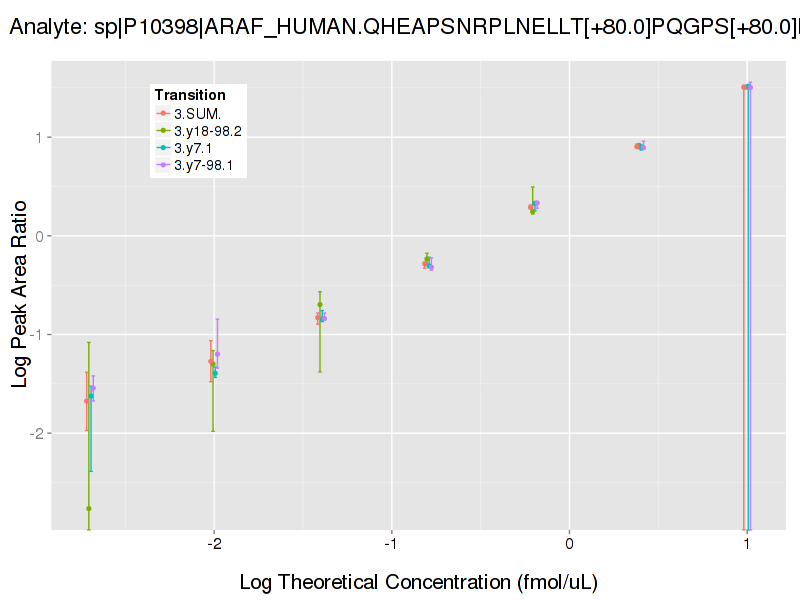 Analyte: sp|P10398|ARAF_HUMAN.QHEAPSNRPLNELLT[+80.0]PQGPS[+80.0]
Transition
3.SUM.
3.y18-98.2
3.y7.1
3.y7-98.1
Log Peak Area Ratio
1
0
-1
-2
-2
-1
0
1
Log Theoretical Concentration (fmol/uL)